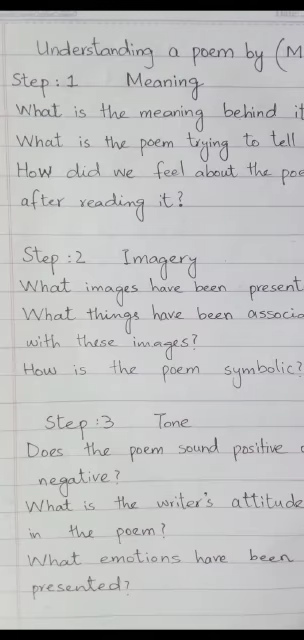 Understanding a poem by (M
Step : 1 Meaning
What is the meaning behind it
What is the poem trying to tell
How did we feel about the poe
after reading it?
Step : 2 Imagery
What images have been present
What things have been associa
with these images?
How is the poem symbolic?
Step : 3 Tone
Does the poem sound positive o
negative?
What is the writer's attitude
in the poem?
What emotions have been
presented?